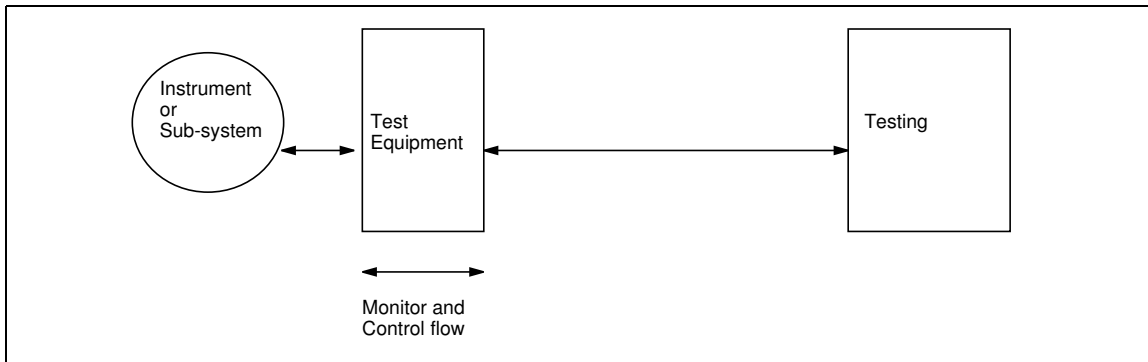 Instrument
or
Sub-system
Test
Equipment
Testing
Monitor and
Control flow